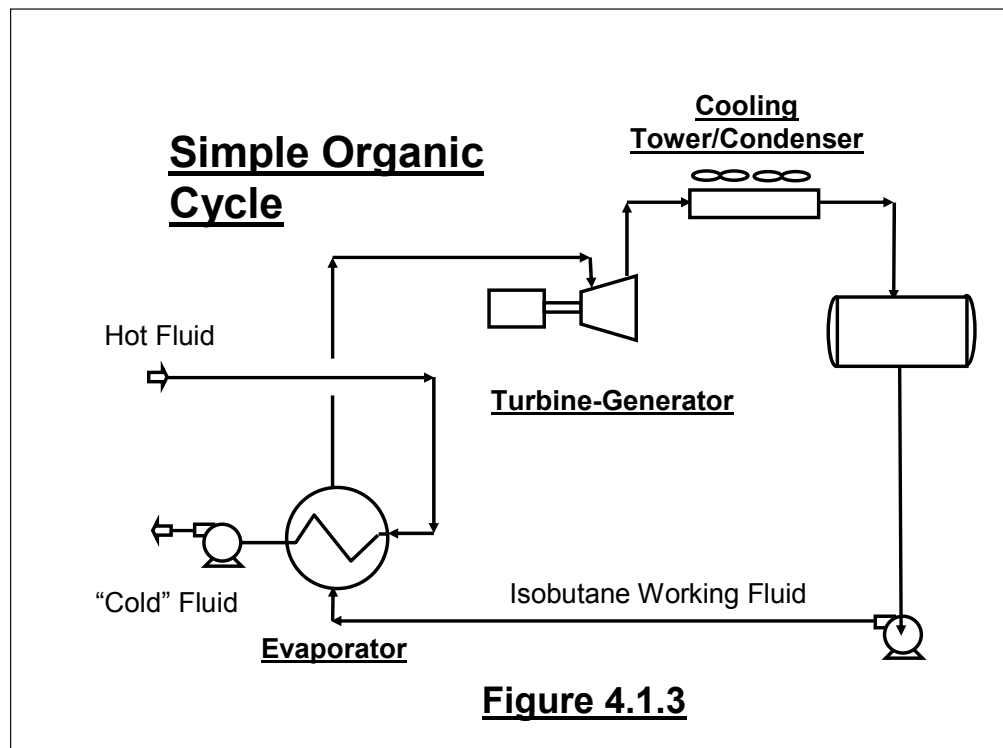 Cooling
Tower/Condenser
Simple Organic
Cycle
Hot Fluid
Turbine-Generator
“Cold” Fluid
Isobutane Working Fluid
Evaporator
Figure 4.1.3